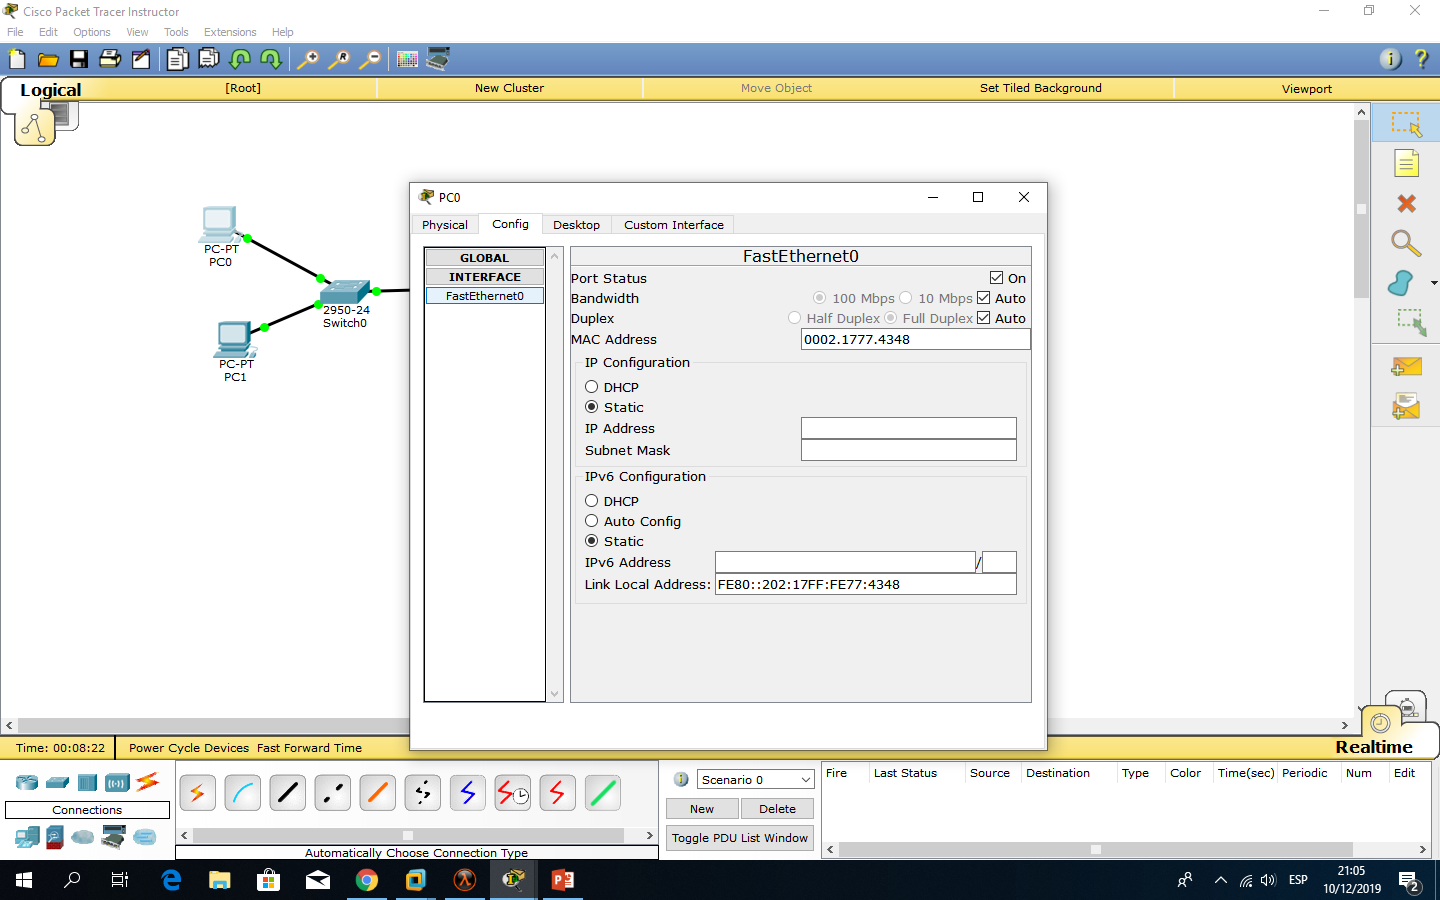 Cisco Packet Tracer Instructor
File Edit Options View Tools Extensions Help
Logical [Root] New Cluster Move Object Set Tiled Background Viewport
PC-PT
PC0
2950-24
Switch0
PC-PT
PC1
PC0
Physical Config Desktop Custom Interface
GLOBAL
INTERFACE
FastEthernet0
FastEthernet0
Port Status On
Bandwidth 100 Mbps 10 Mbps Auto
Duplex Half Duplex Full Duplex Auto
MAC Address 0002.1777.4348
IP Configuration
DHCP
Static
IP Address
Subnet Mask
IPv6 Configuration
DHCP
Auto Config
Static
IPv6 Address /
Link Local Address: FE80::202:17FF:FE77:4348
Time: 00:08:22 Power Cycle Devices Fast Forward Time Realtime
Connections
Automatically Choose Connection Type
Scenario 0
New Delete
Toggle PDU List Window
Fire Last Status Source Destination Type Color Time(sec) Periodic Num Edit
ESP
21:05
10/12/2019
2